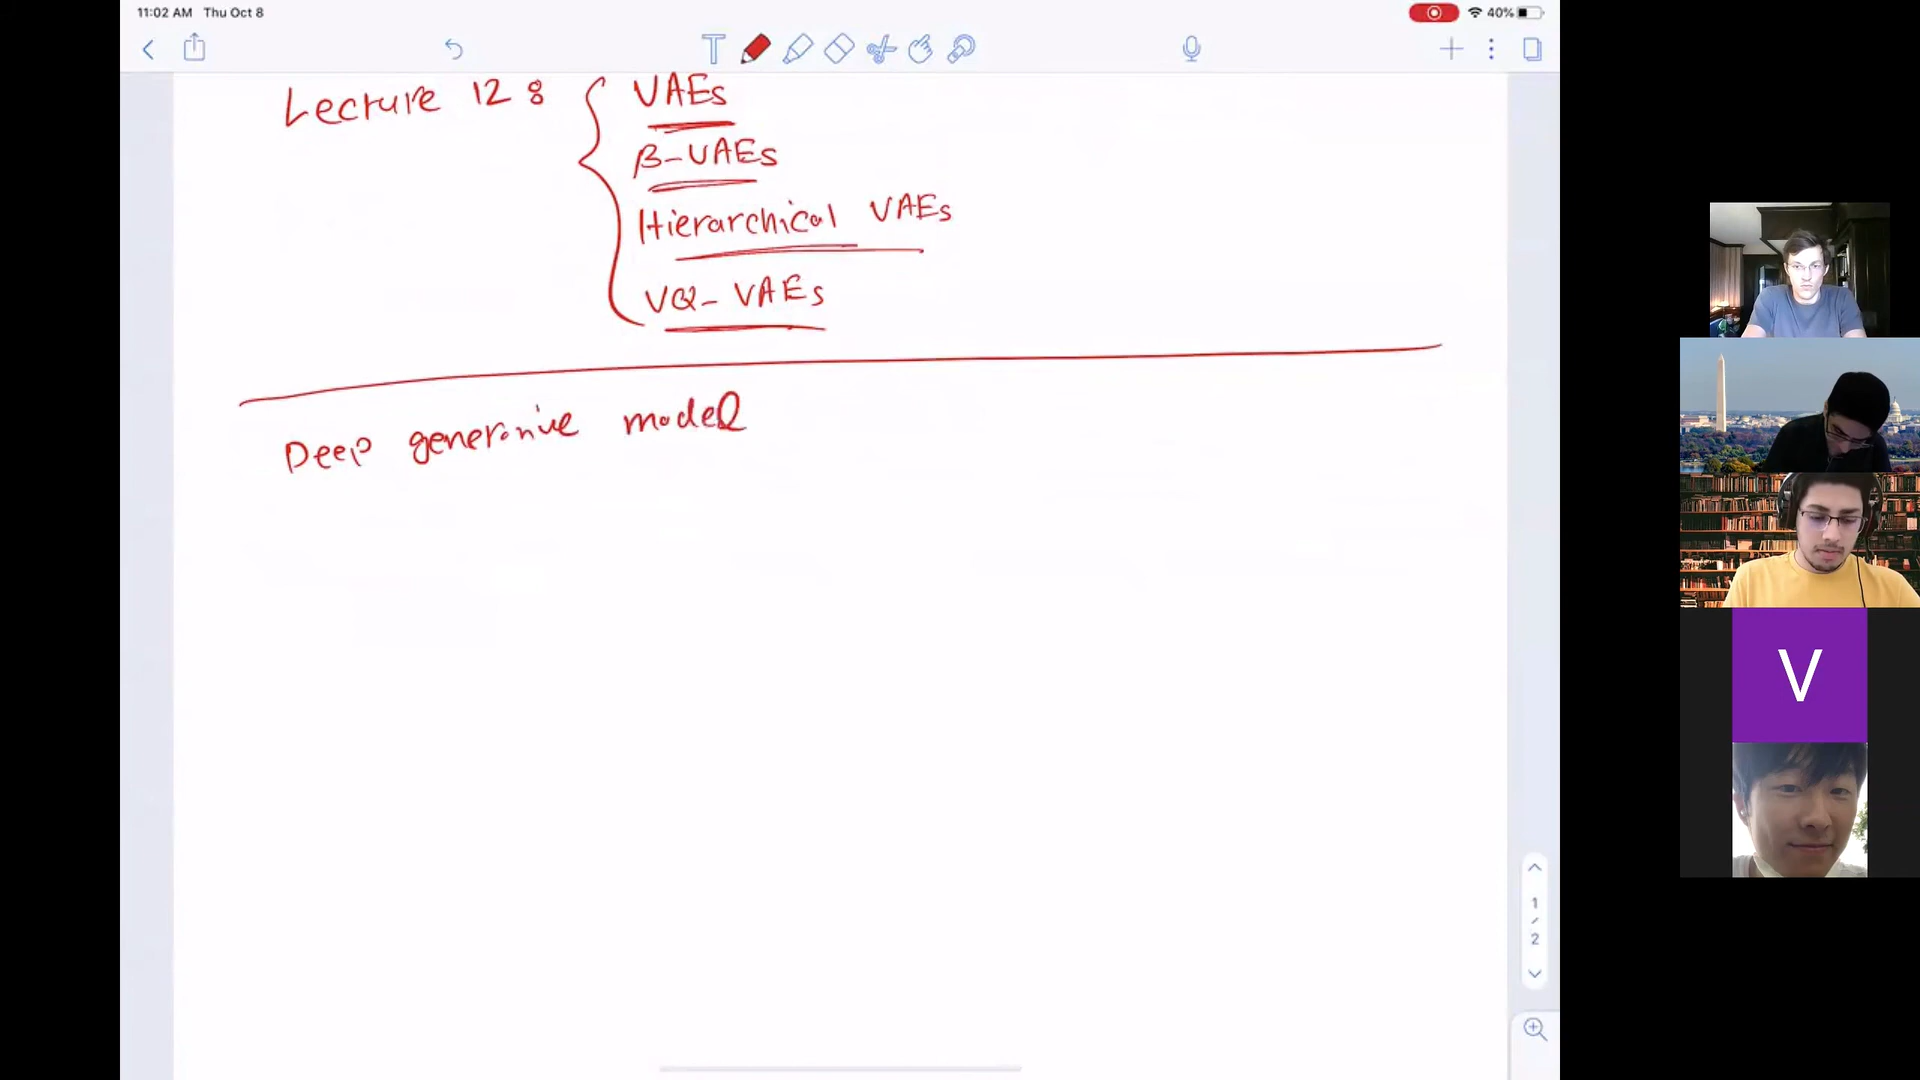 11:02 AM Thu Oct 8
40%
T
Lecture 12 :
VAEs
β-VAEs
Hierarchical VAEs
VQ-VAEs
Deep generative model
V
1
/
2